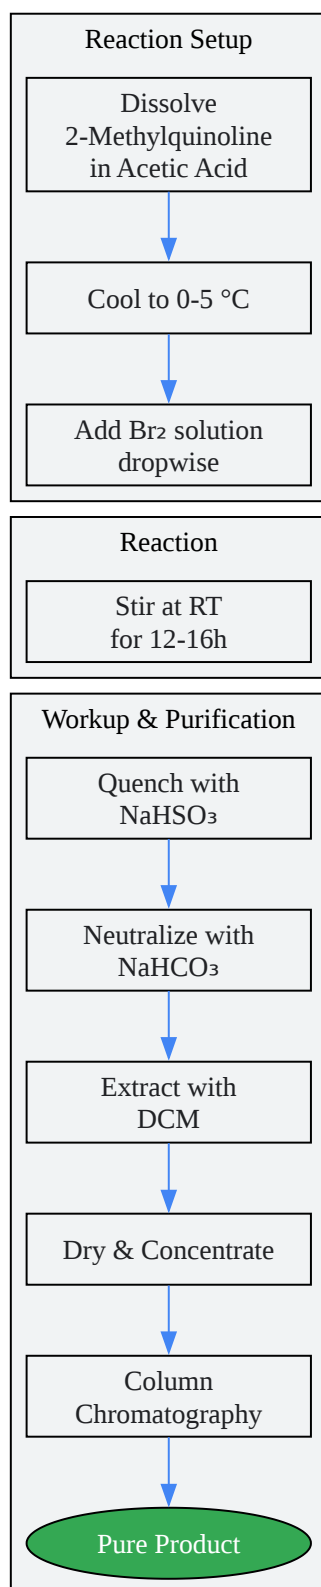 Reaction Setup
Dissolve
2-Methylquinoline
in Acetic Acid
Cool to 0-5 °C
Add Br₂ solution
dropwise
Reaction
Stir at RT
for 12-16h
Workup & Purification
Quench with
NaHSO₃
Neutralize with
NaHCO₃
Extract with
DCM
Dry & Concentrate
Column
Chromatography
Pure Product